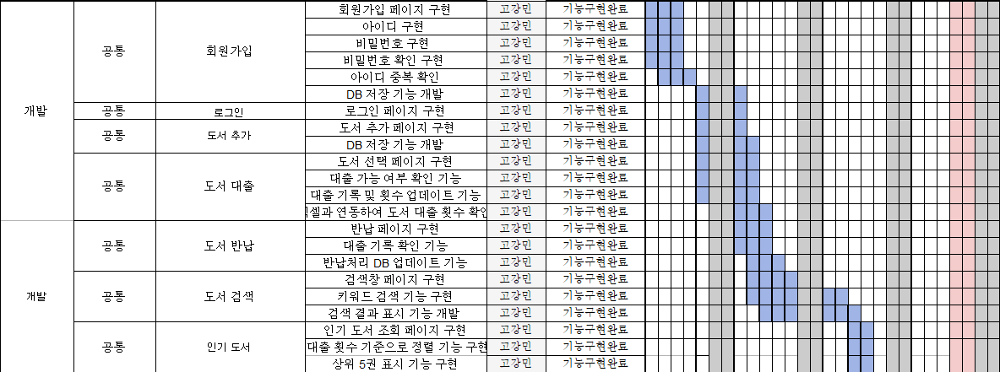 회원가입 페이지 구현 고강민 기능구현완료
아이디 구현 고강민 기능구현완료
비밀번호 구현 고강민 기능구현완료
공통 회원가입
비밀번호 확인 구현 고강민 기능구현완료
아이디 중복 확인 고강민 기능구현완료
DB 저장 기능 개발 고강민 기능구현완료
개발 공통 로그인 로그인 페이지 구현 고강민 기능구현완료
공통 도서 추가
도서 추가 페이지 구현 고강민 기능구현완료
DB 저장 기능 개발 고강민 기능구현완료
도서 선택 페이지 구현 고강민 기능구현완료
대출 가능 여부 확인 기능 고강민 기능구현완료
공통 도서 대출
대출 기록 및 횟수 업데이트 기능 고강민 기능구현완료
연동하여 도서 대출 횟수 고강민 기능구현완료
반납 페이지 구현 고강민 기능구현완료
공통 도서 반납 대출 기록 확인 기능 고강민 기능구현완료
반납처리 DB 업데이트 기능 고강민 기능구현완료
검색창 페이지 구현 고강민 기능구현완료
개발 공통 도서 검색 키워드 검색 기능 구현 고강민 기능구현완료
검색 결과 표시 기능 개발 고강민 기능구현완료
인기 도서 조회 페이지 구현 고강민 기능구현완료
공통 인기 도서 대출 횟수 기준으로 정렬 기능 구현 고강민 기능구현완료
상위 5권 표시 기능 구현 고강민 기능구현완료